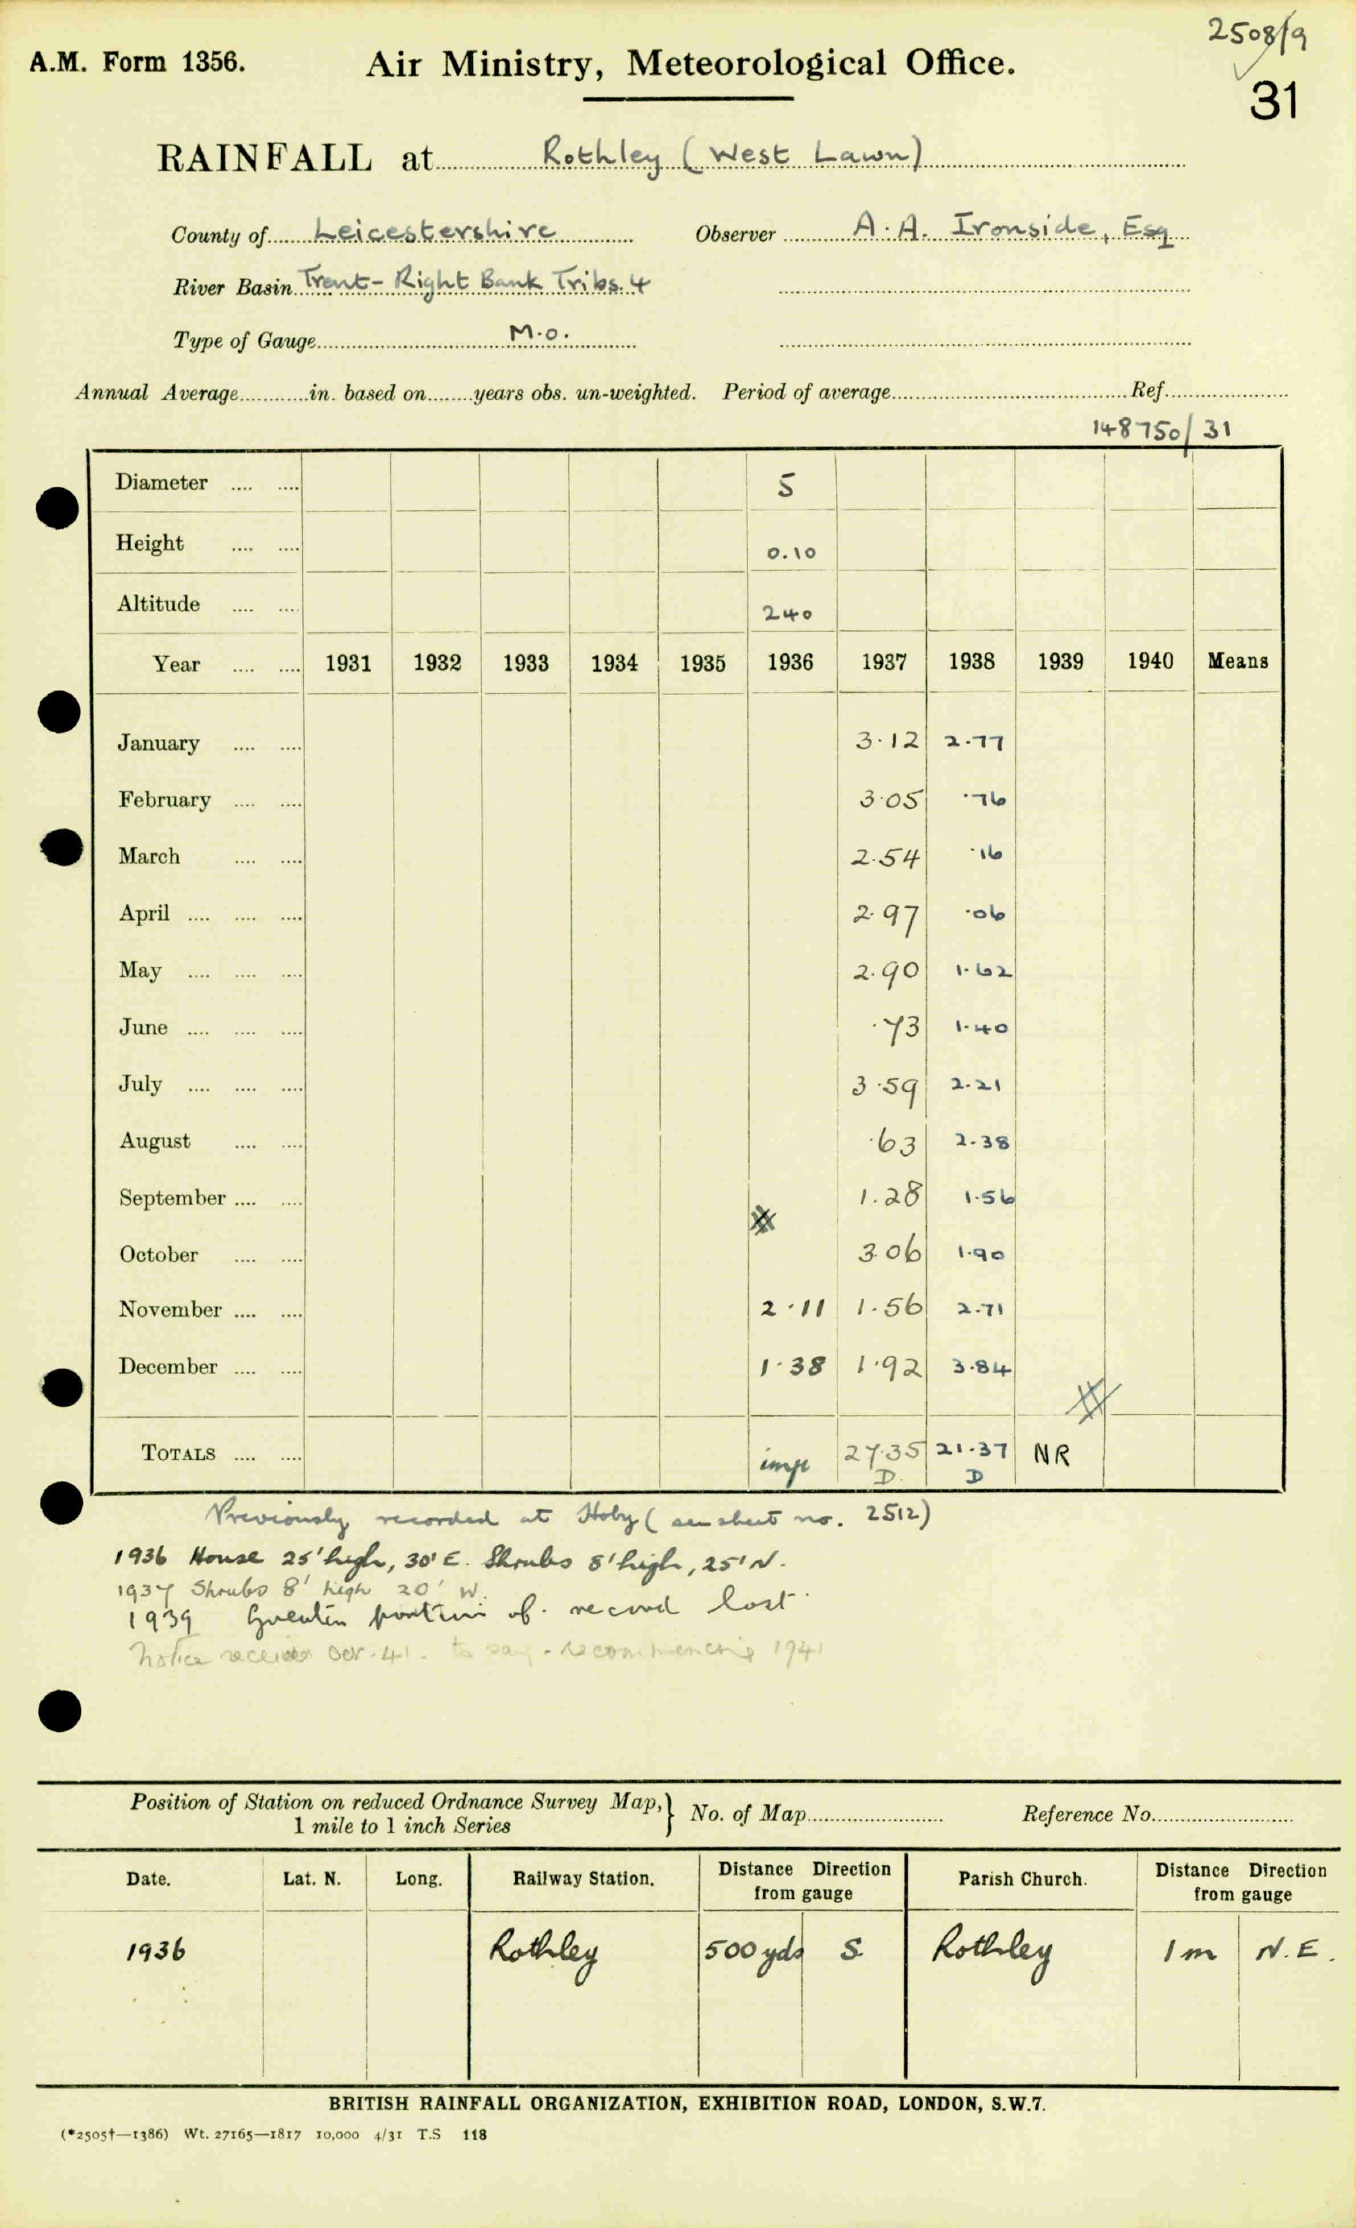 2508/9
A.M. Form 1356. Air Ministry, Meteorological Office.
31
RAINFALL at Rothley (West Lawn)
County of Leicestershire Observer A. A. Ironside, Esq
River Basin Trent - Right Bank Tribs. 4
Type of Gauge M.O.
Annual Average in. based on years obs. un-weighted. Period of average Ref.
148750/31
Diameter 5
Height 0.10
Altitude 240
Year 1931 1932 1933 1934 1935 1936 1937 1938 1939 1940 Means
January 3.12 2.77
February 3.05 .76
March 2.54 .16
April 2.97 .06
May 2.90 1.62
June .73 1.40
July 3.59 2.21
August .63 2.38
September 1.28 1.56
October 3.06 1.90
November 2.11 1.56 2.71
December 1.38 1.92 3.84
TOTALS imp 27.35 21.37 NR
D. D
Previously recorded at Hoby (see sheet no. 2512)
1936 House 25' high, 30' E. Shrubs 8' high, 25' N.
1937 Shrubs 8' high 20' W.
1939 Greater portion of record lost.
Notice received Oct. 41. to say recommencing 1941
Position of Station on reduced Ordnance Survey Map, } No. of Map Reference No.
1 mile to 1 inch Series
Date. Lat. N. Long. Railway Station. Distance Direction from gauge Parish Church. Distance Direction from gauge
1936 Rothley 500 yds S Rothley 1 m N.E.
BRITISH RAINFALL ORGANIZATION, EXHIBITION ROAD, LONDON, S.W.7.
(*2505†—1386) Wt. 27165—1817 10,000 4/31 T.S 118